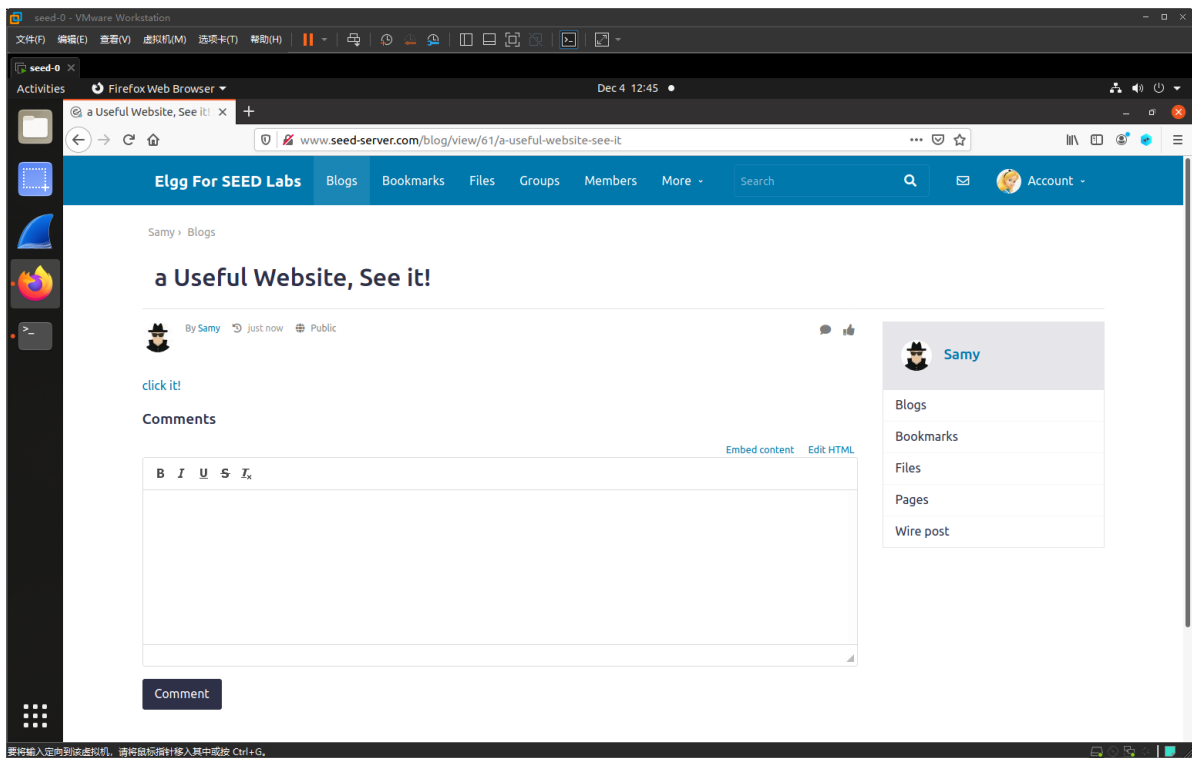 seed-0 - VMware Workstation
文件(F) 编辑(E) 查看(V) 虚拟机(M) 选项卡(T) 帮助(H)
seed-0
Activities Firefox Web Browser Dec 4 12:45
a Useful Website, See it!
www.seed-server.com/blog/view/61/a-useful-website-see-it
Elgg For SEED Labs Blogs Bookmarks Files Groups Members More Search Account
Samy › Blogs
a Useful Website, See it!
By Samy just now Public
Samy
click it!
Blogs
Comments
Bookmarks
Embed content Edit HTML
Files
B I U S Ix
Pages
Wire post
Comment
要将输入定向到该虚拟机，请将鼠标指针移入其中或按 Ctrl+G。